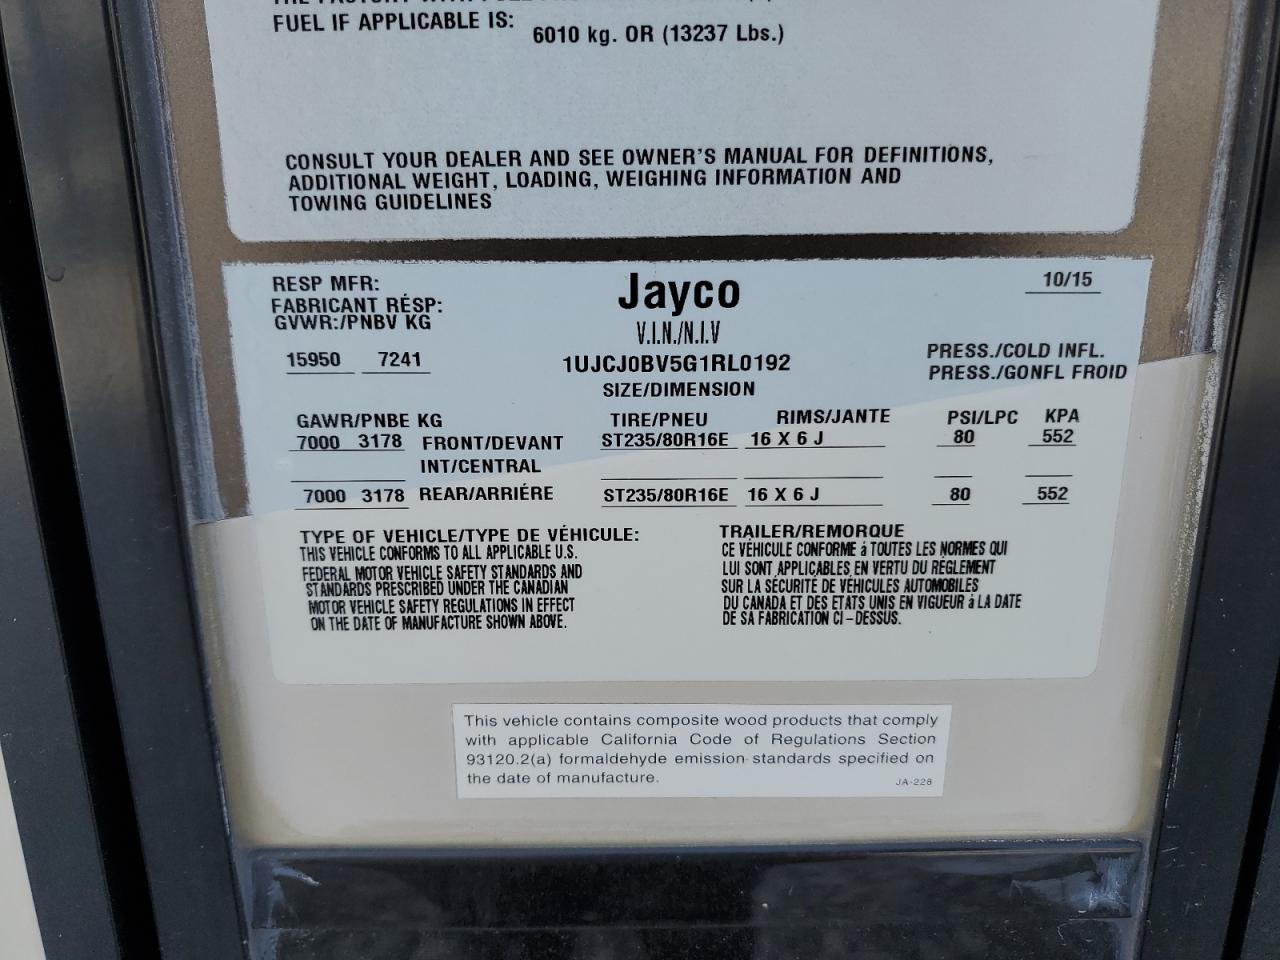 FUEL IF APPLICABLE IS:
6010 kg. OR (13237 Lbs.)
CONSULT YOUR DEALER AND SEE OWNER'S MANUAL FOR DEFINITIONS,
ADDITIONAL WEIGHT, LOADING, WEIGHING INFORMATION AND
TOWING GUIDELINES
RESP MFR: Jayco 10/15
FABRICANT RÉSP:
GVWR:/PNBV KG V.I.N./N.I.V
15950 7241 1UJCJ0BV5G1RL0192 PRESS./COLD INFL.
SIZE/DIMENSION PRESS./GONFL FROID
GAWR/PNBE KG TIRE/PNEU RIMS/JANTE PSI/LPC KPA
7000 3178 FRONT/DEVANT ST235/80R16E 16 X 6 J 80 552
INT/CENTRAL
7000 3178 REAR/ARRIÉRE ST235/80R16E 16 X 6 J 80 552
TYPE OF VEHICLE/TYPE DE VÉHICULE: TRAILER/REMORQUE
THIS VEHICLE CONFORMS TO ALL APPLICABLE U.S.
FEDERAL MOTOR VEHICLE SAFETY STANDARDS AND
STANDARDS PRESCRIBED UNDER THE CANADIAN
MOTOR VEHICLE SAFETY REGULATIONS IN EFFECT
ON THE DATE OF MANUFACTURE SHOWN ABOVE.
CE VÉHICULE CONFORME á TOUTES LES NORMES QUI
LUI SONT APPLICABLES EN VERTU DU RÉGLEMENT
SUR LA SÉCURITÉ DE VÉHICULES AUTOMOBILES
DU CANADA ET DES ETATS UNIS EN VIGUEUR á LA DATE
DE SA FABRICATION CI-DESSUS.
This vehicle contains composite wood products that comply
with applicable California Code of Regulations Section
93120.2(a) formaldehyde emission standards specified on
the date of manufacture.
JA-228